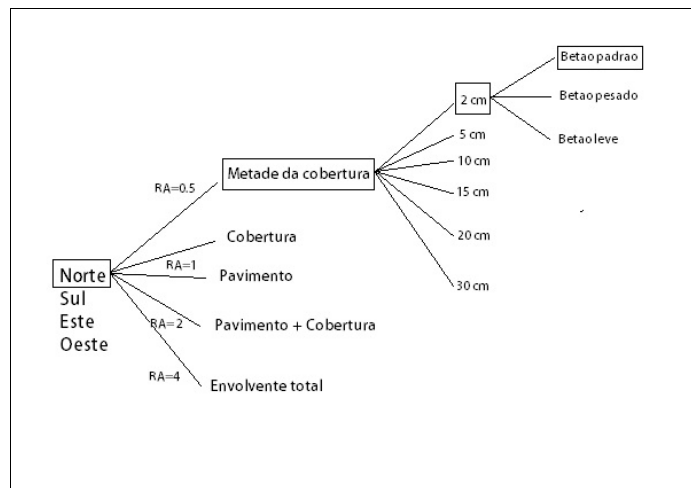 Betao padrao
2 cm
Betao pesado
5 cm
Betao leve
10 cm
Metade da cobertura
RA=0.5
15 cm
Cobertura
20 cm
RA=1
Norte
Pavimento
30 cm
Sul
Este
RA=2
Pavimento + Cobertura
Oeste
RA=4
Envolvente total